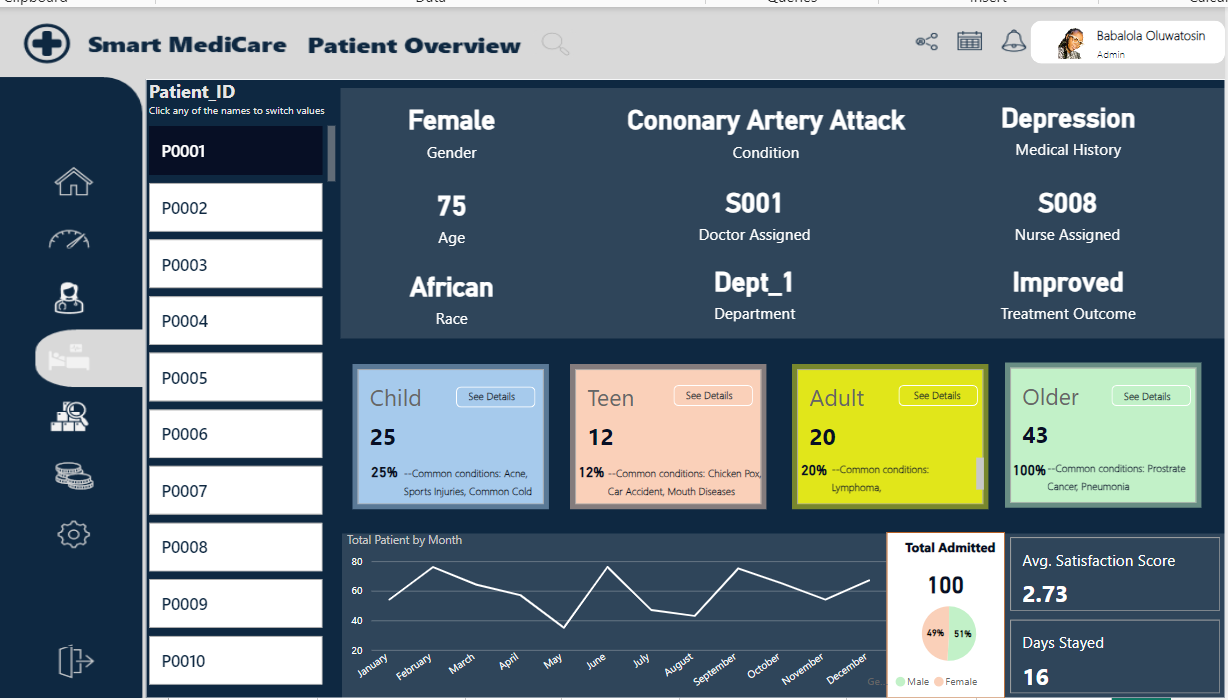 Clipboard
Data
Queries
Insert
Smart MediCare
Patient Overview
Babalola Oluwatosin
Admin
Patient_ID
Click any of the names to switch values
P0001
P0002
P0003
P0004
P0005
P0006
P0007
P0008
P0009
P0010
Female
Gender
Cononary Artery Attack
Condition
Depression
Medical History
75
Age
S001
Doctor Assigned
S008
Nurse Assigned
African
Race
Dept_1
Department
Improved
Treatment Outcome
Child
See Details
25
25% --Common conditions: Acne,
Sports Injuries, Common Cold
Teen
See Details
12
12% --Common conditions: Chicken Pox,
Car Accident, Mouth Diseases
Adult
See Details
20
20% --Common conditions:
Lymphoma,
Older
See Details
43
100% --Common conditions: Prostrate
Cancer, Pneumonia
Total Patient by Month
80
60
40
20
January
February
March
April
May
June
July
August
September
October
November
December
Ge..
Total Admitted
100
49%
51%
Male
Female
Avg. Satisfaction Score
2.73
Days Stayed
16